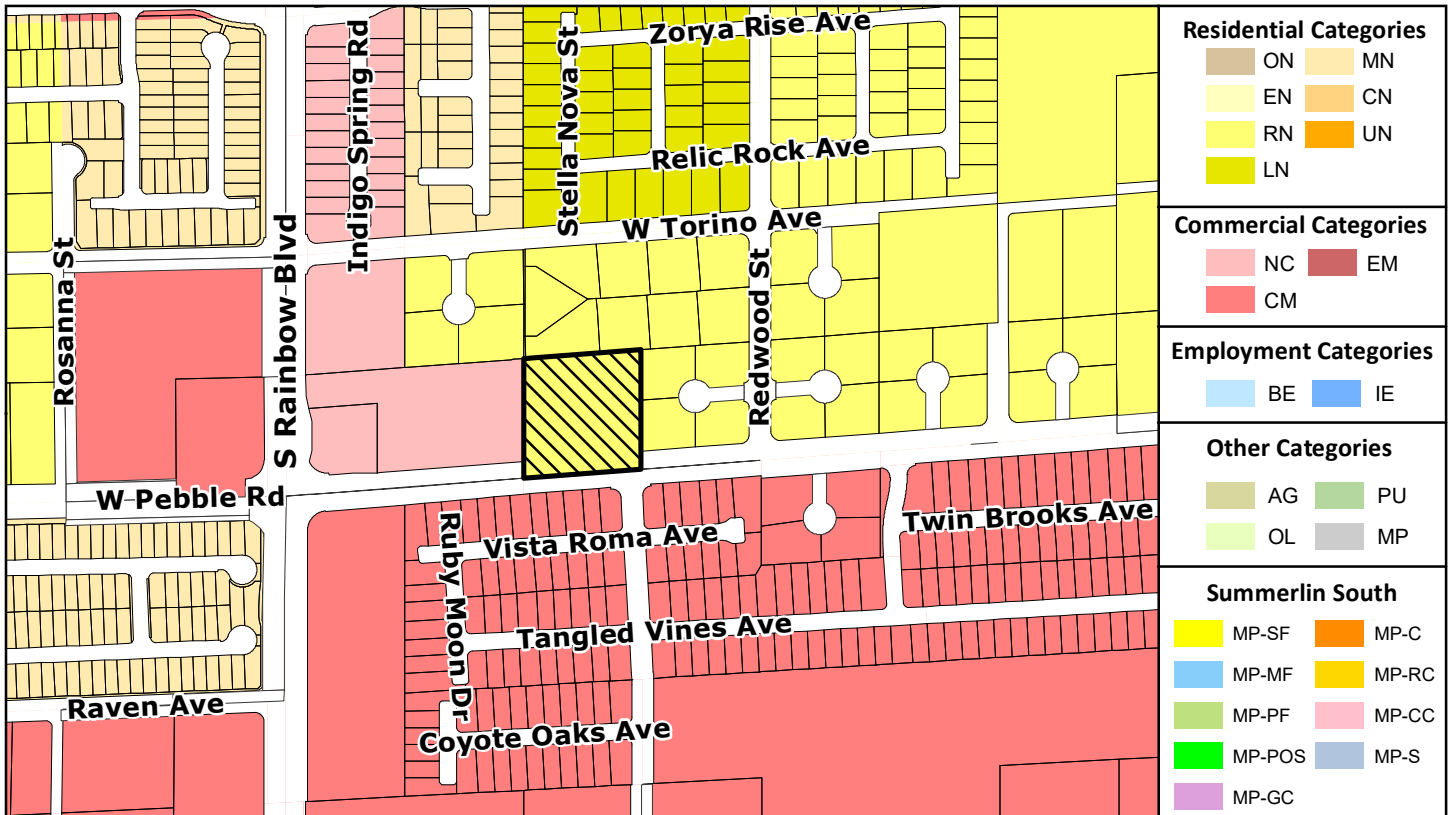 Zorya Rise Ave
Indigo Spring Rd
Stella Nova St
Relic Rock Ave
W Torino Ave
Rosanna St
S Rainbow Blvd
Redwood St
W Pebble Rd
Ruby Moon Dr
Vista Roma Ave
Twin Brooks Ave
Tangled Vines Ave
Raven Ave
Coyote Oaks Ave
Residential Categories
ON MN
EN CN
RN UN
LN
Commercial Categories
NC EM
CM
Employment Categories
BE IE
Other Categories
AG PU
OL MP
Summerlin South
MP-SF MP-C
MP-MF MP-RC
MP-PF MP-CC
MP-POS MP-S
MP-GC